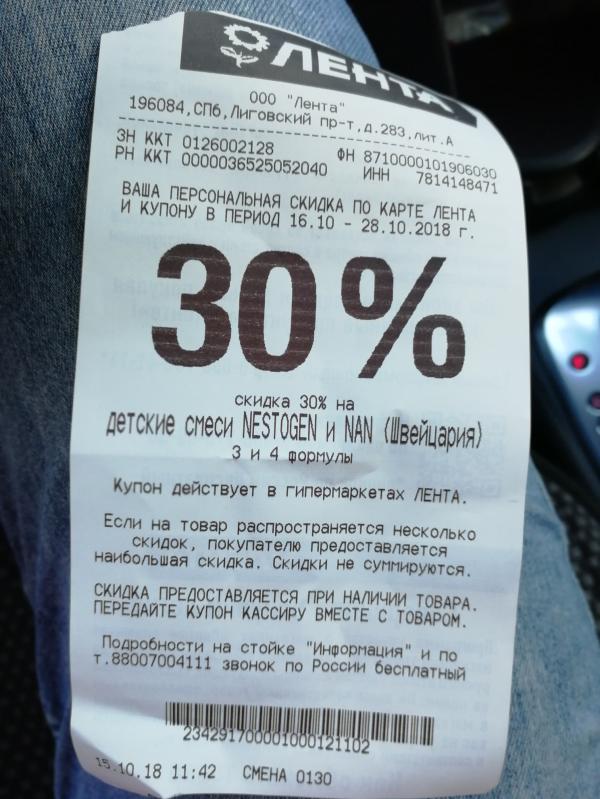 ЛЕНТА
ООО "Лента"
196084,СПб,Лиговский пр-т,д.283,лит.А
ЗН ККТ 0126002128 ФН 8710000101906030
РН ККТ 0000036525052040 ИНН 7814148471
ВАША ПЕРСОНАЛЬНАЯ СКИДКА ПО КАРТЕ ЛЕНТА
И КУПОНУ В ПЕРИОД 16.10 - 28.10.2018 г.
30%
скидка 30% на
детские смеси NESTOGEN и NAN (Швейцария)
3 и 4 формулы
Купон действует в гипермаркетах ЛЕНТА.
Если на товар распространяется несколько
скидок, покупателю предоставляется
наибольшая скидка. Скидки не суммируются.
СКИДКА ПРЕДОСТАВЛЯЕТСЯ ПРИ НАЛИЧИИ ТОВАРА.
ПЕРЕДАЙТЕ КУПОН КАССИРУ ВМЕСТЕ С ТОВАРОМ.
Подробности на стойке "Информация" и по
т.88007004111 звонок по России бесплатный
234291700001000121102
15.10.18 11:42 СМЕНА 0130